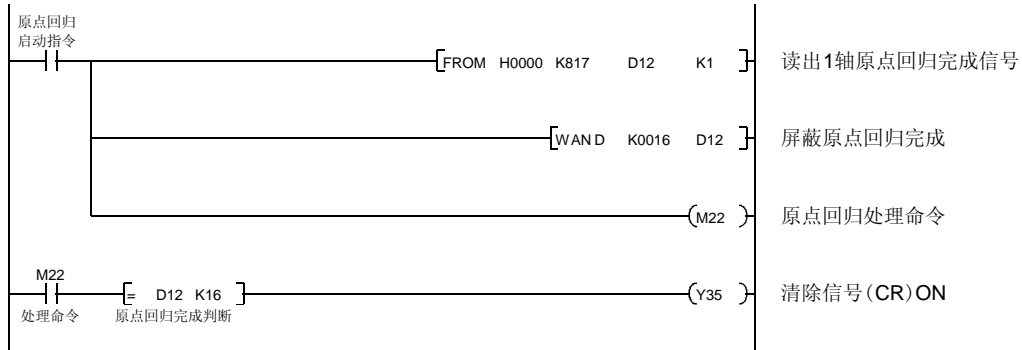 原点回归
启动指令
FROM H0000 K817 D12 K1 读出1轴原点回归完成信号
WAND K0016 D12 屏蔽原点回归完成
M22 原点回归处理命令
M22
= D12 K16 Y35 清除信号(CR)ON
处理命令 原点回归完成判断